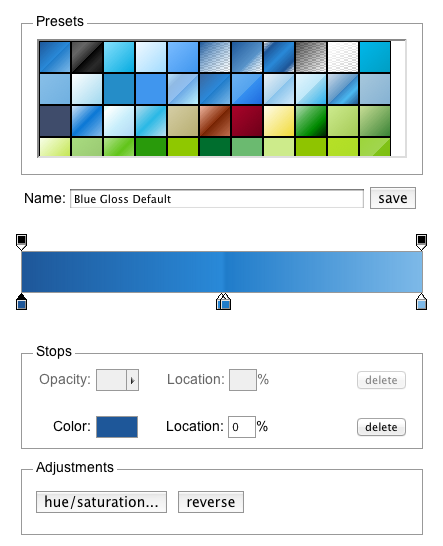 Presets
Name: Blue Gloss Default save
Stops
Opacity: Location: % delete
Color: Location: 0 % delete
Adjustments
hue/saturation... reverse